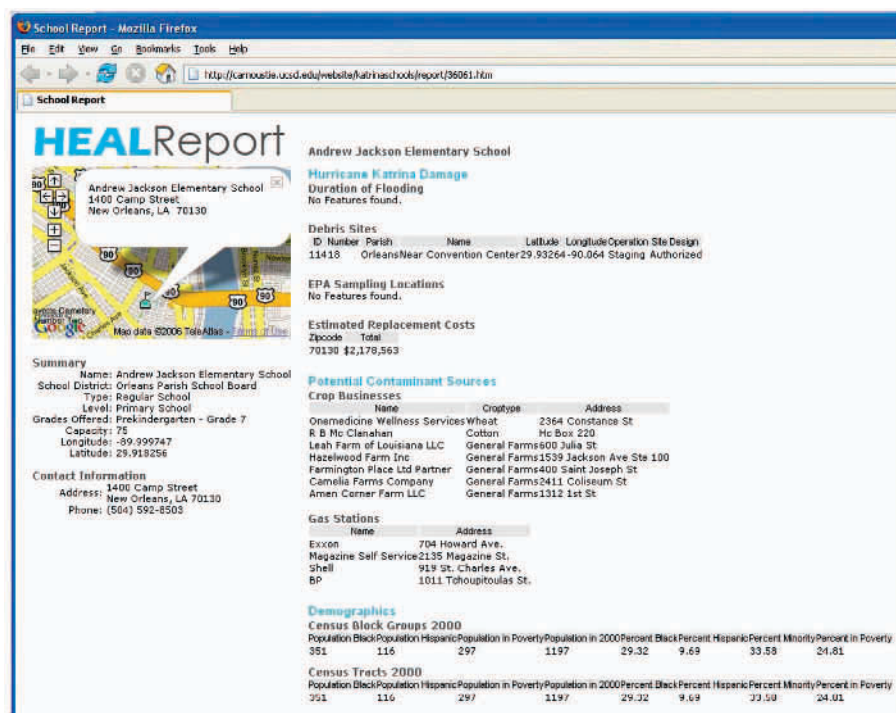 School Report - Mozilla Firefox
File Edit View Go Bookmarks Tools Help
http://carnoustie.ucsd.edu/website/katrinaschools/report/36061.htm
School Report
HEALReport
Andrew Jackson Elementary School
1400 Camp Street
New Orleans, LA 70130
90
90
90
90
90
90
Jackson Ave
Google
Map data ©2006 TeleAtlas - Terms of Use
Summary
Name: Andrew Jackson Elementary School
School District: Orleans Parish School Board
Type: Regular School
Level: Primary School
Grades Offered: Prekindergarten - Grade 7
Capacity: 75
Longitude: -89.999747
Latitude: 29.918256
Contact Information
Address: 1400 Camp Street
New Orleans, LA 70130
Phone: (504) 592-8503
Andrew Jackson Elementary School
Hurricane Katrina Damage
Duration of Flooding
No Features found.
Debris Sites
ID Number Parish Name Latitude Longitude Operation Site Design
11418 Orleans Near Convention Center 29.93264 -90.064 Staging Authorized
EPA Sampling Locations
No Features found.
Estimated Replacement Costs
Zipcode Total
70130 $2,178,563
Potential Contaminant Sources
Crop Businesses
Name Croptype Address
Onemedicine Wellness Services Wheat 2364 Constance St
R B Mc Clanahan Cotton Hc Box 220
Leah Farm of Louisiana LLC General Farms 600 Julia St
Hazelwood Farm Inc General Farms 1539 Jackson Ave Ste 100
Farmington Place Ltd Partner General Farms 400 Saint Joseph St
Camelia Farms Company General Farms 2411 Coliseum St
Amen Corner Farm LLC General Farms 1312 1st St
Gas Stations
Name Address
Exxon 704 Howard Ave.
Magazine Self Service 2135 Magazine St.
Shell 919 St. Charles Ave.
BP 1011 Tchoupitoulas St.
Demographics
Census Block Groups 2000
Population Black Population Hispanic Population in Poverty Population in 2000 Percent Black Percent Hispanic Percent Minority Percent in Poverty
351 116 297 1197 29.32 9.69 33.58 24.81
Census Tracts 2000
Population Black Population Hispanic Population in Poverty Population in 2000 Percent Black Percent Hispanic Percent Minority Percent in Poverty
351 116 297 1197 29.32 9.69 33.58 24.81